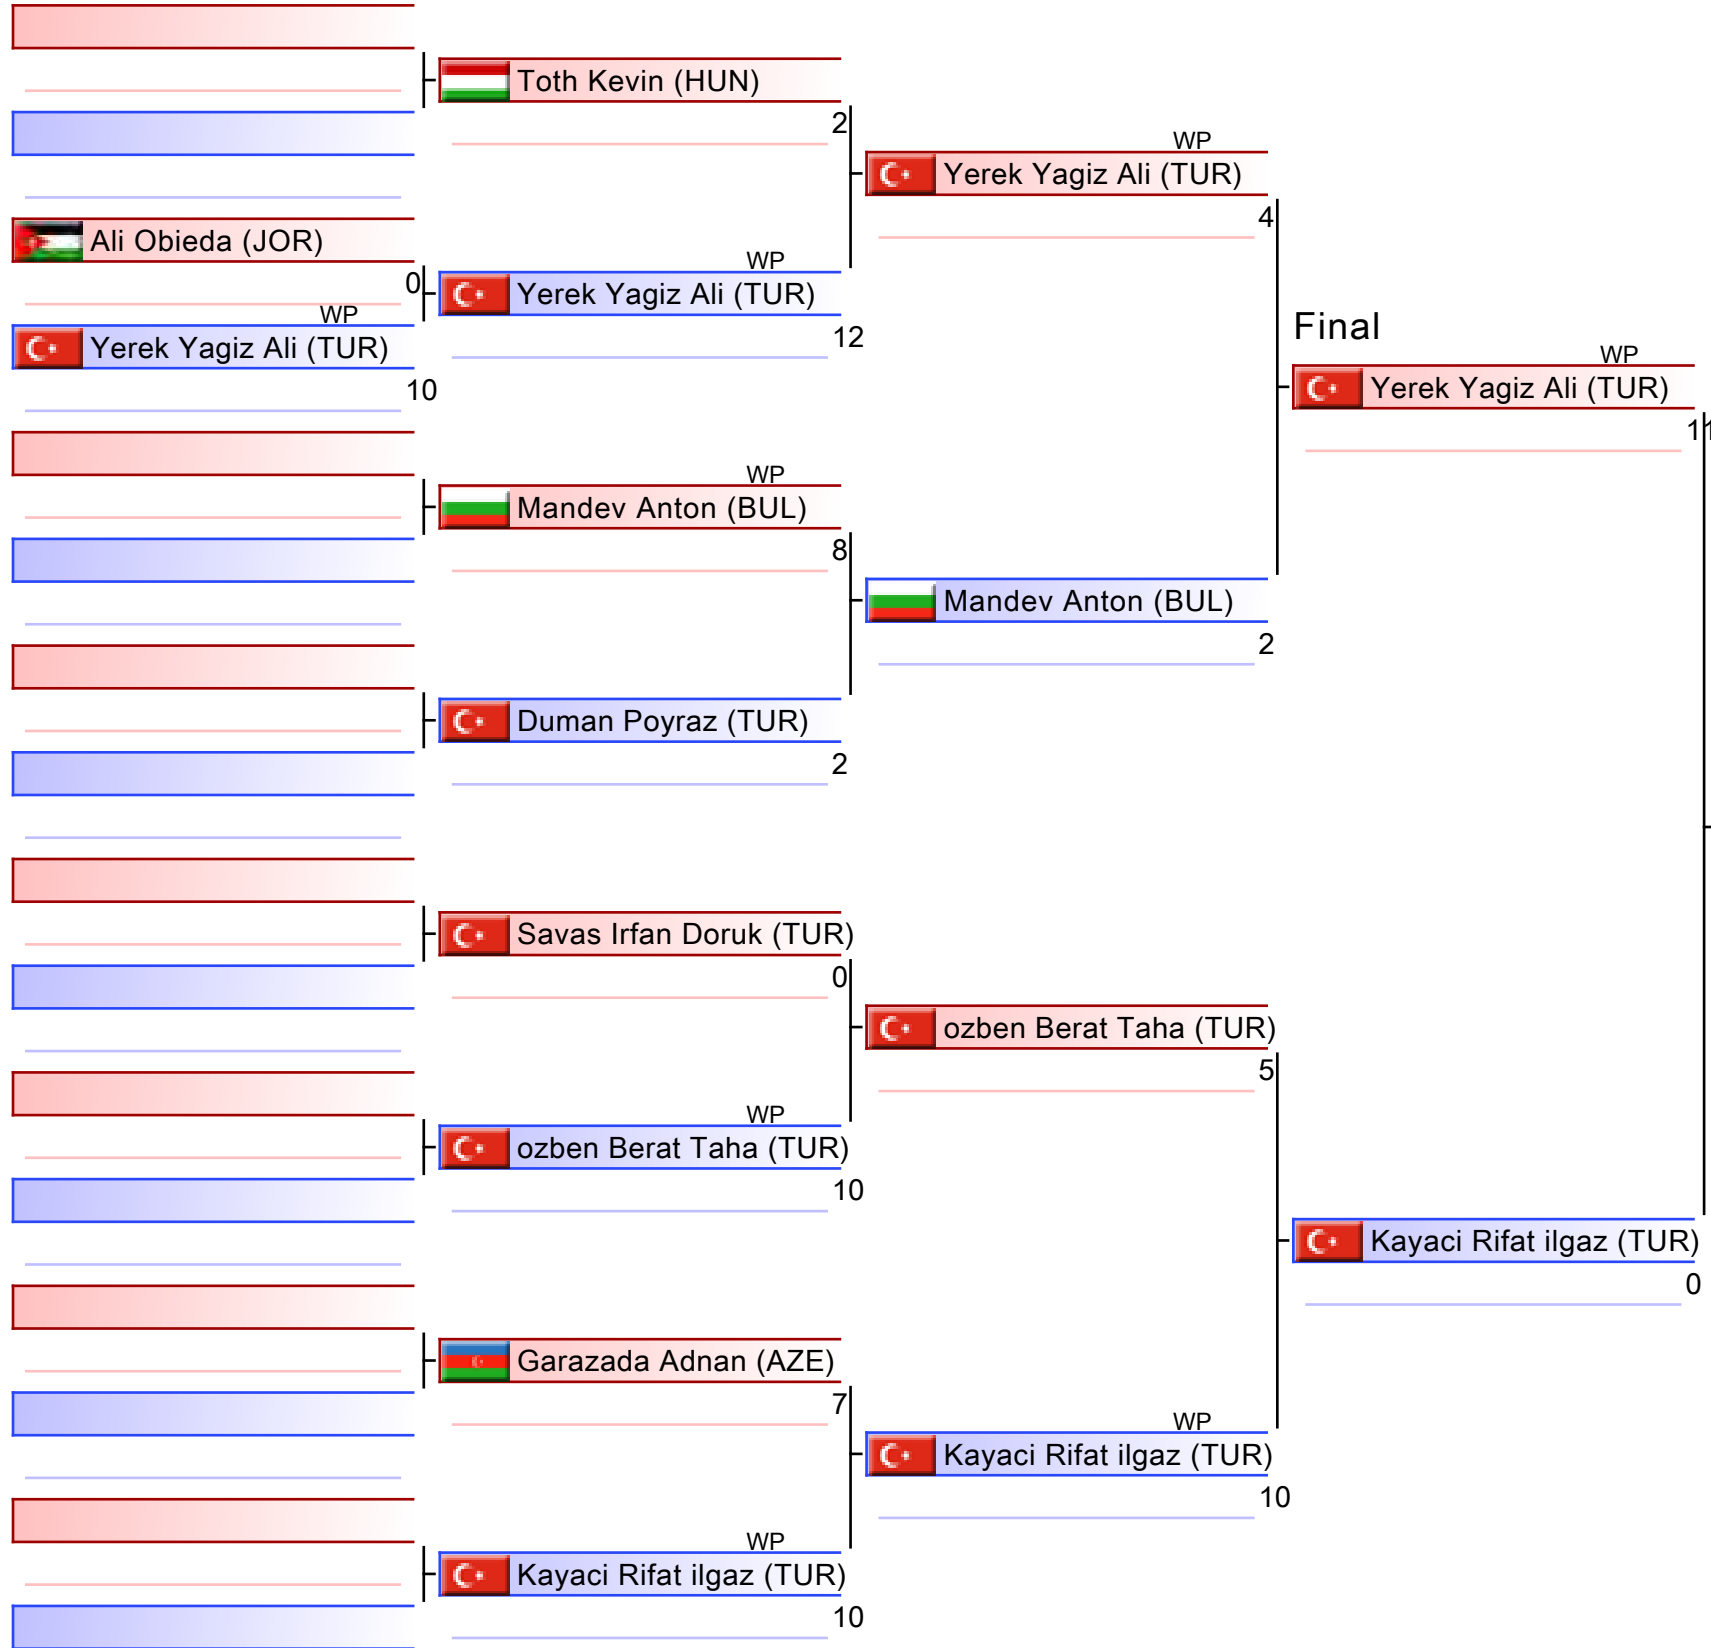 Toth Kevin (HUN)
2
WP
Yerek Yagiz Ali (TUR)
4
Ali Obieda (JOR)
0
WP
Yerek Yagiz Ali (TUR)
12
WP
Yerek Yagiz Ali (TUR)
10
Final
WP
Yerek Yagiz Ali (TUR)
11
WP
Mandev Anton (BUL)
8
Mandev Anton (BUL)
2
Duman Poyraz (TUR)
2
Savas Irfan Doruk (TUR)
0
ozben Berat Taha (TUR)
5
WP
ozben Berat Taha (TUR)
10
Kayaci Rifat ilgaz (TUR)
0
Garazada Adnan (AZE)
7
WP
Kayaci Rifat ilgaz (TUR)
10
WP
Kayaci Rifat ilgaz (TUR)
10